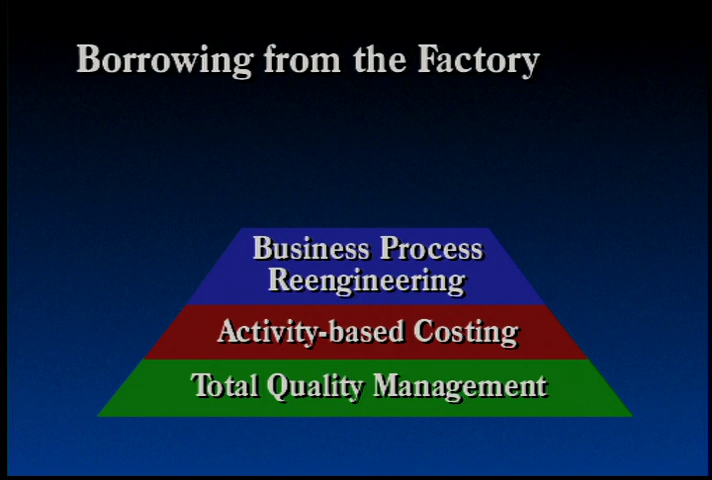 Borrowing from the Factory
Business Process
Reengineering
Activity-based Costing
Total Quality Management